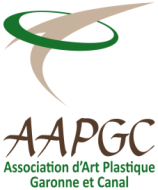 AAPGC
Association d'Art Plastique
Garonne et Canal